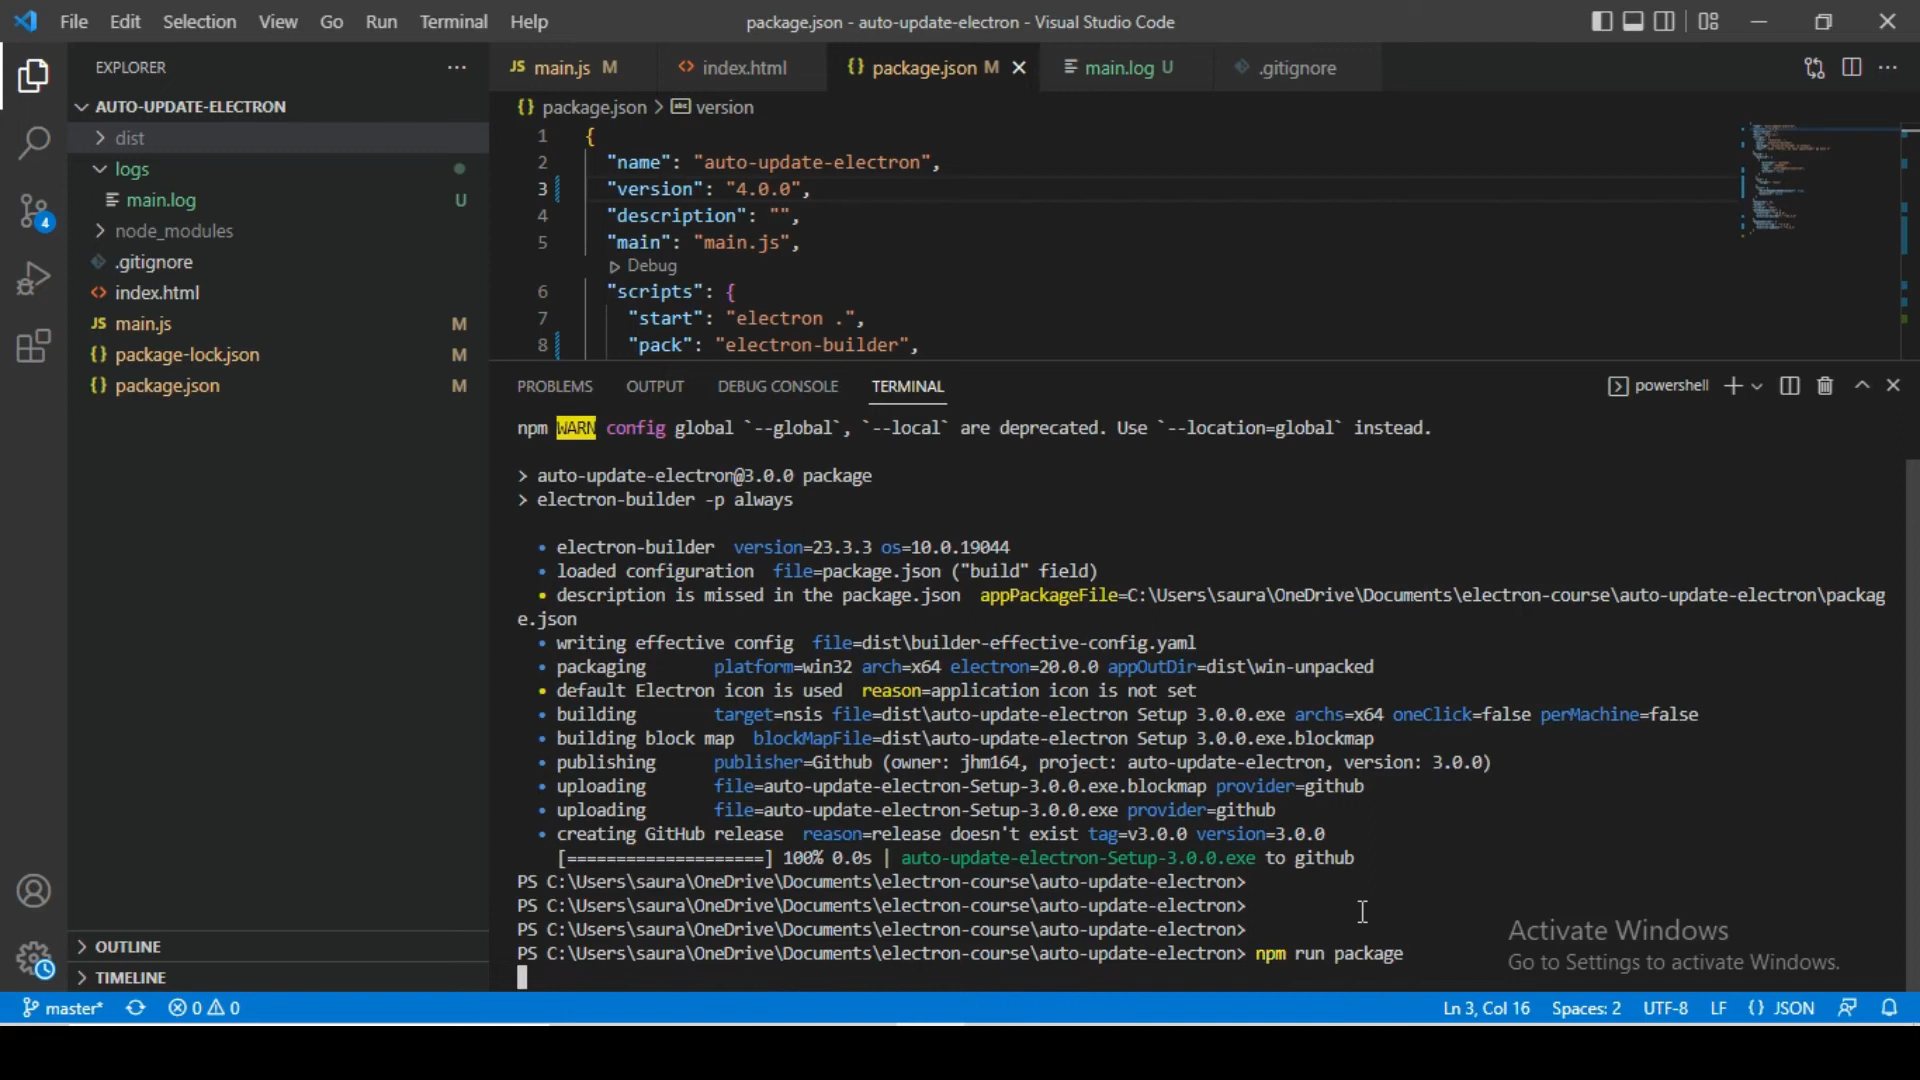 File Edit Selection View Go Run Terminal Help
package.json - auto-update-electron - Visual Studio Code
EXPLORER
AUTO-UPDATE-ELECTRON
dist
logs
main.log U
node_modules
.gitignore
index.html
JS main.js M
{} package-lock.json M
{} package.json M
4
OUTLINE
TIMELINE
JS main.js M
<> index.html
{} package.json M
main.log U
.gitignore
{} package.json > abc version
1 {
2 "name": "auto-update-electron",
3 "version": "4.0.0",
4 "description": "",
5 "main": "main.js",
Debug
6 "scripts": {
7 "start": "electron .",
8 "pack": "electron-builder",
PROBLEMS OUTPUT DEBUG CONSOLE TERMINAL
powershell
npm WARN config global `--global`, `--local` are deprecated. Use `--location=global` instead.
> auto-update-electron@3.0.0 package
> electron-builder -p always
• electron-builder version=23.3.3 os=10.0.19044
• loaded configuration file=package.json ("build" field)
• description is missed in the package.json appPackageFile=C:\Users\saura\OneDrive\Documents\electron-course\auto-update-electron\packag
e.json
• writing effective config file=dist\builder-effective-config.yaml
• packaging platform=win32 arch=x64 electron=20.0.0 appOutDir=dist\win-unpacked
• default Electron icon is used reason=application icon is not set
• building target=nsis file=dist\auto-update-electron Setup 3.0.0.exe archs=x64 oneClick=false perMachine=false
• building block map blockMapFile=dist\auto-update-electron Setup 3.0.0.exe.blockmap
• publishing publisher=Github (owner: jhm164, project: auto-update-electron, version: 3.0.0)
• uploading file=auto-update-electron-Setup-3.0.0.exe.blockmap provider=github
• uploading file=auto-update-electron-Setup-3.0.0.exe provider=github
• creating GitHub release reason=release doesn't exist tag=v3.0.0 version=3.0.0
[====================] 100% 0.0s | auto-update-electron-Setup-3.0.0.exe to github
PS C:\Users\saura\OneDrive\Documents\electron-course\auto-update-electron>
PS C:\Users\saura\OneDrive\Documents\electron-course\auto-update-electron>
PS C:\Users\saura\OneDrive\Documents\electron-course\auto-update-electron>
PS C:\Users\saura\OneDrive\Documents\electron-course\auto-update-electron> npm run package
Activate Windows
Go to Settings to activate Windows.
master* 0 0
Ln 3, Col 16 Spaces: 2 UTF-8 LF {} JSON